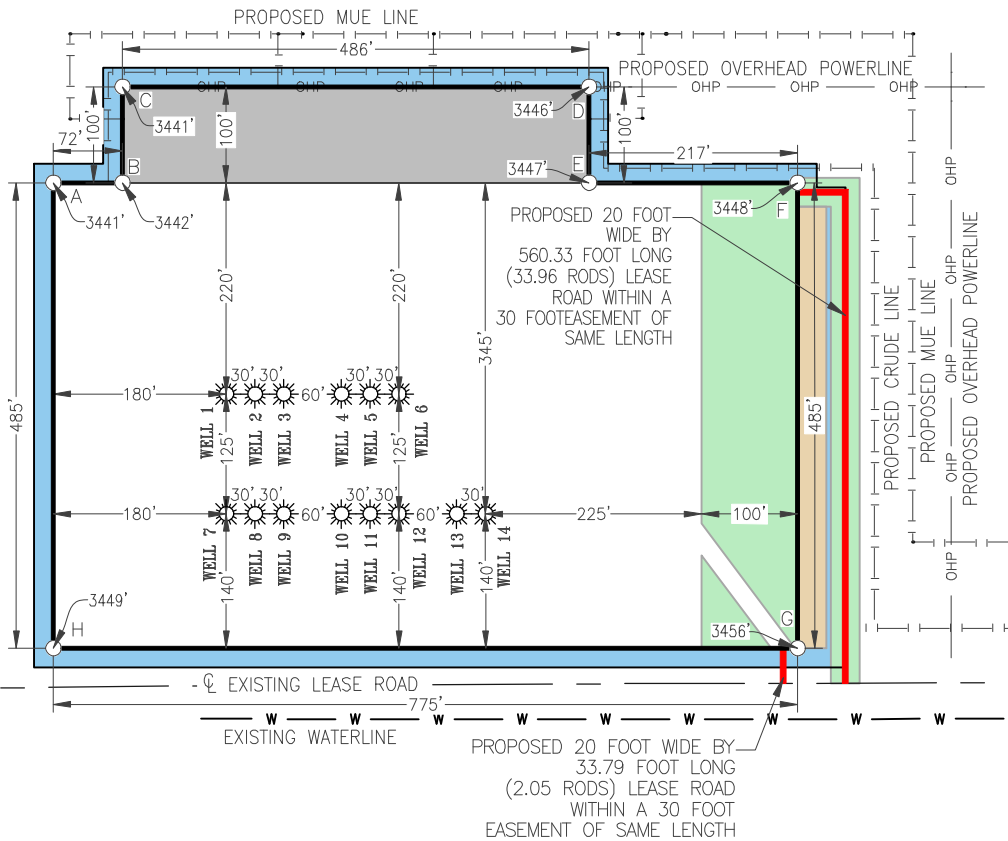 PROPOSED MUE LINE
486'
PROPOSED OVERHEAD POWERLINE
OHP
OHP
OHP
OHP
OHP
OHP
OHP
C
3441'
100'
100'
3446'
D
100'
72'
B
3447'
E
217'
A
3441'
3442'
3448'
F
OHP
PROPOSED 20 FOOT
WIDE BY
560.33 FOOT LONG
(33.96 RODS) LEASE
ROAD WITHIN A
30 FOOTEASEMENT OF
SAME LENGTH
220'
220'
345'
OHP
OHP
OHP
OHP
PROPOSED CRUDE LINE
PROPOSED MUE LINE
PROPOSED OVERHEAD POWERLINE
180'
30'
30'
60'
30'
30'
WELL 1
WELL 2
WELL 3
WELL 4
WELL 5
WELL 6
485'
125'
125'
485'
180'
30'
30'
60'
30'
30'
60'
30'
225'
100'
WELL 7
WELL 8
WELL 9
WELL 10
WELL 11
WELL 12
WELL 13
WELL 14
140'
140'
140'
3449'
H
G
3456'
℄ EXISTING LEASE ROAD
775'
W W W W W W W W W
EXISTING WATERLINE
PROPOSED 20 FOOT WIDE BY
33.79 FOOT LONG
(2.05 RODS) LEASE ROAD
WITHIN A 30 FOOT
EASEMENT OF SAME LENGTH